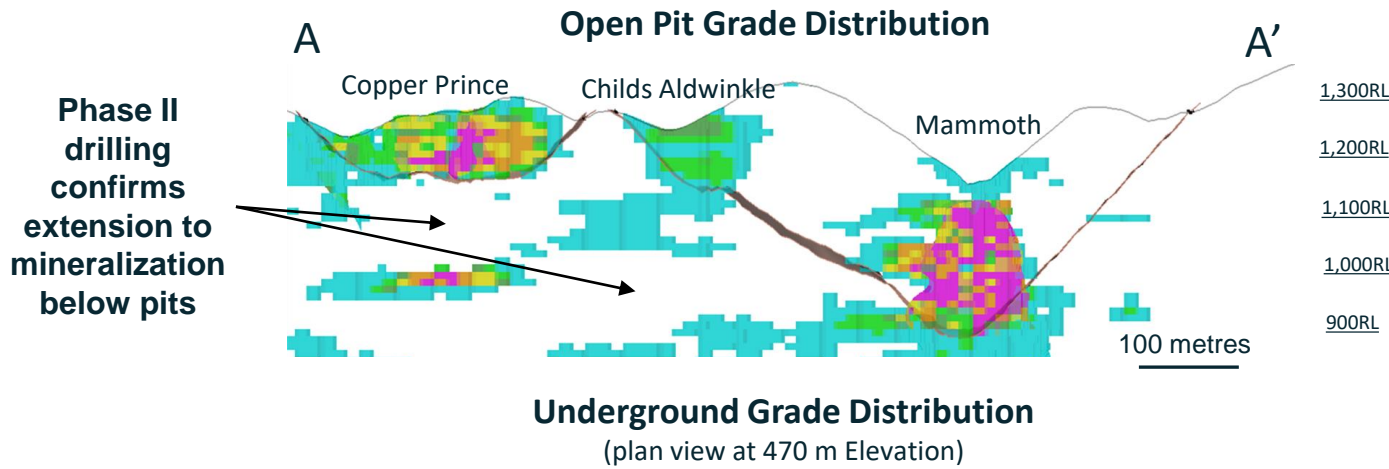 Open Pit Grade Distribution
A
A’
Copper Prince
Childs Aldwinkle
Mammoth
Phase II
drilling
confirms
extension to
mineralization
below pits
1,300RL
1,200RL
1,100RL
1,000RL
900RL
100 metres
Underground Grade Distribution
(plan view at 470 m Elevation)